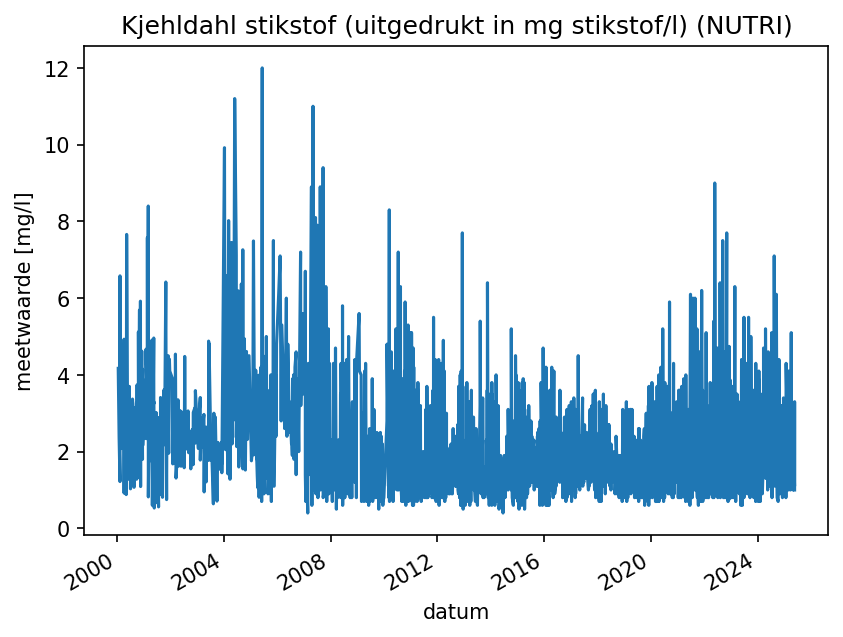 Kjehldahl stikstof (uitgedrukt in mg stikstof/l) (NUTRI)
12
10
8
6
4
2
0
meetwaarde [mg/l]
2000 2004 2008 2012 2016 2020 2024
datum